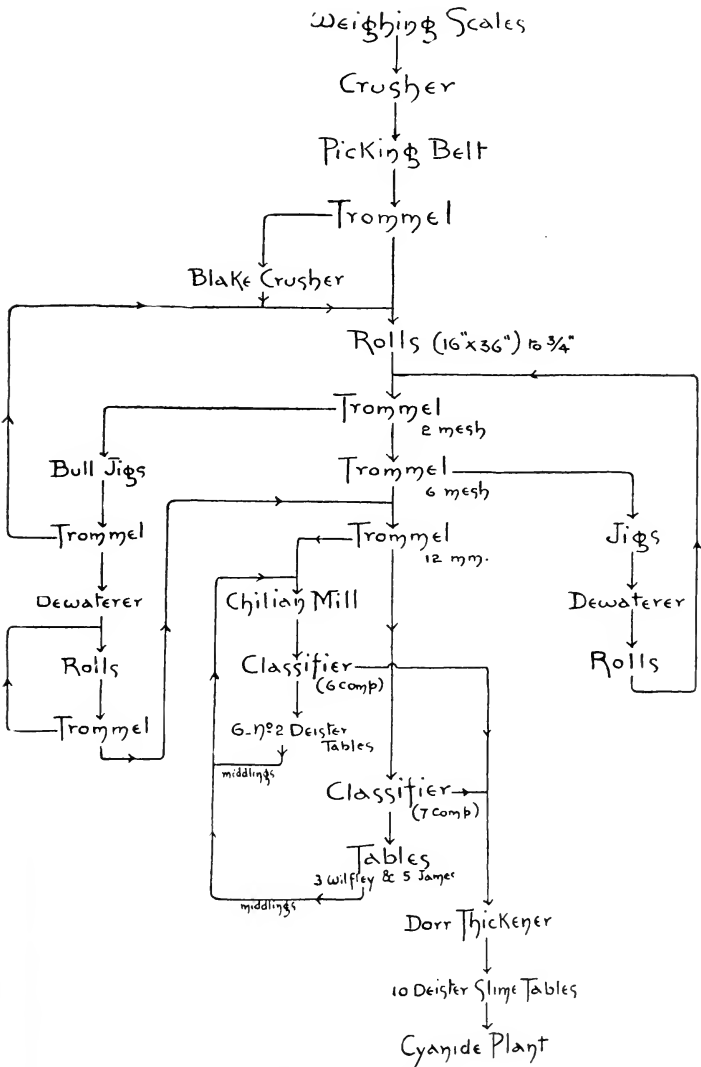 Weighing Scales
Crusher
Picking Belt
Trommel
Blake Crusher
Rolls (16"x36") to 3/4"
Trommel
2 mesh
Bull Jigs
Trommel
6 mesh
Trommel
Trommel
12 mm.
Jigs
Dewaterer
Chilian Mill
Dewaterer
Rolls
Classifier
(6 comp)
Rolls
Trommel
6-No 2 Deister
Tables
middlings
Classifier
(7 comp)
Tables
3 Wilfley & 5 James
middlings
Dorr Thickener
10 Deister Slime Tables
Cyanide Plant